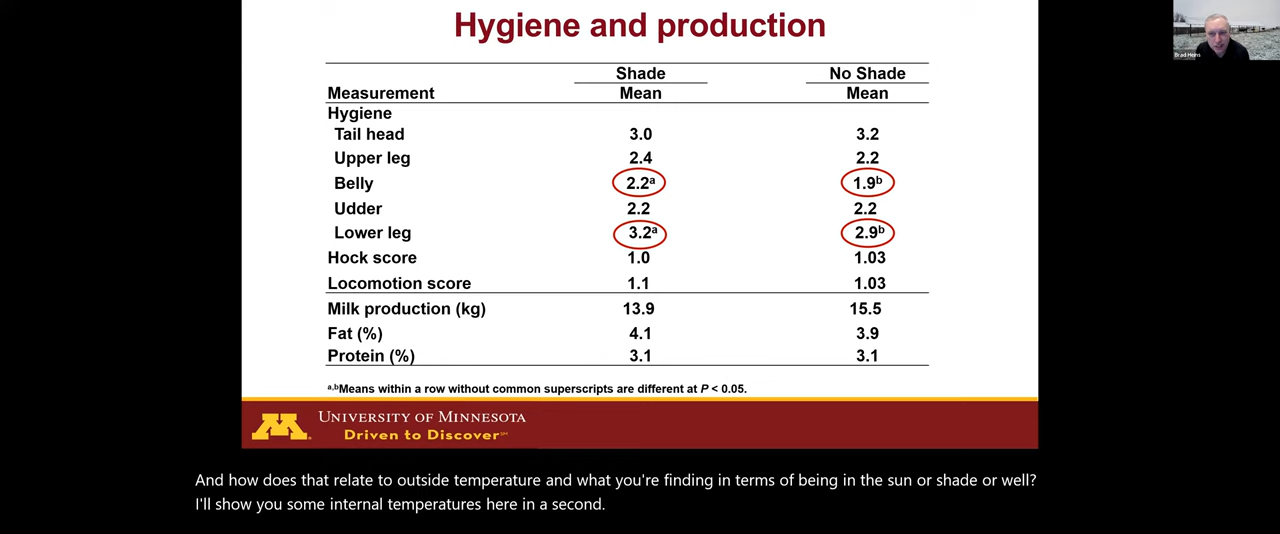 Hygiene and production
Shade No Shade
Measurement Mean Mean
Hygiene
Tail head 3.0 3.2
Upper leg 2.4 2.2
Belly 2.2a 1.9b
Udder 2.2 2.2
Lower leg 3.2a 2.9b
Hock score 1.0 1.03
Locomotion score 1.1 1.03
Milk production (kg) 13.9 15.5
Fat (%) 4.1 3.9
Protein (%) 3.1 3.1
a,bMeans within a row without common superscripts are different at P < 0.05.
UNIVERSITY OF MINNESOTA
Driven to Discover℠
And how does that relate to outside temperature and what you're finding in terms of being in the sun or shade or well?
I'll show you some internal temperatures here in a second.
Brad Heins